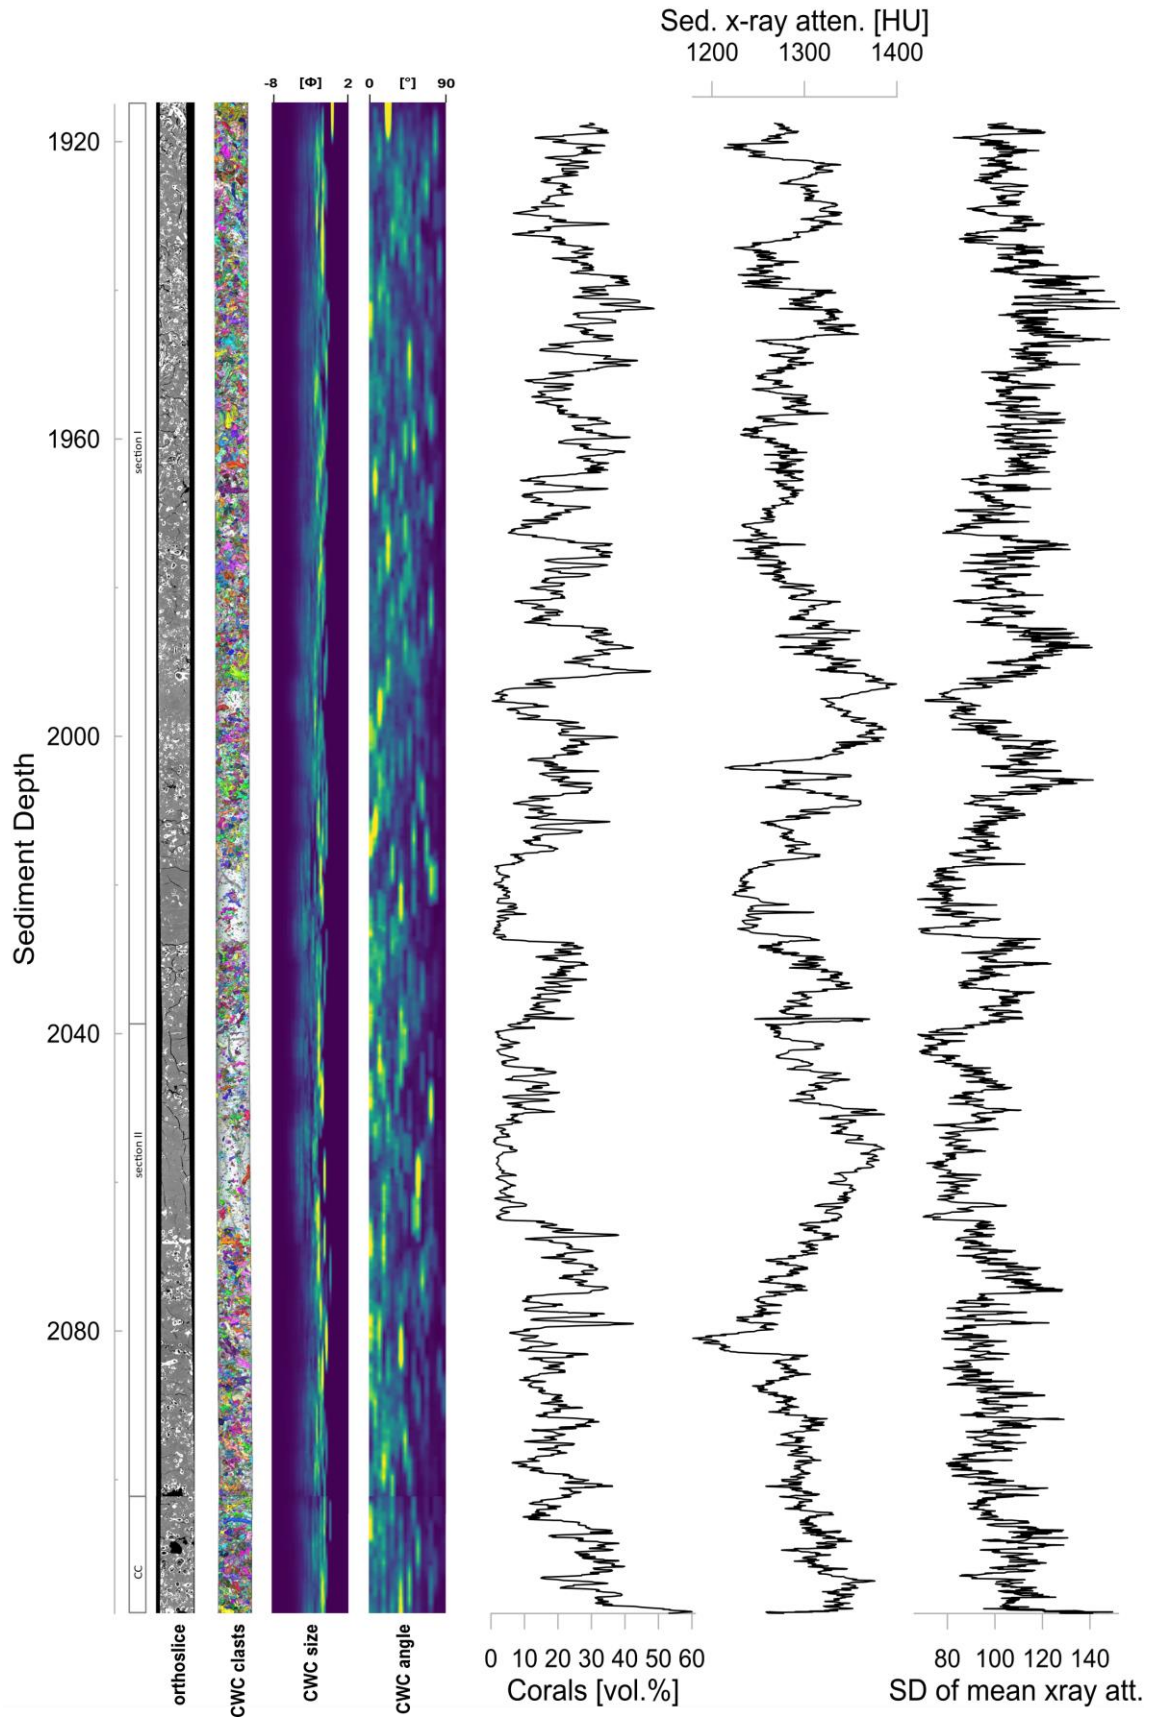 Sed. x-ray atten. [HU]
1200 1300 1400
-8 [Φ] 2 0 [°] 90
1920
1960
section I
2000
Sediment Depth
2040
section II
2080
CC
orthoslice
CWC clasts
CWC size
CWC angle
0 10 20 30 40 50 60
Corals [vol.%]
80 100 120 140
SD of mean xray att.